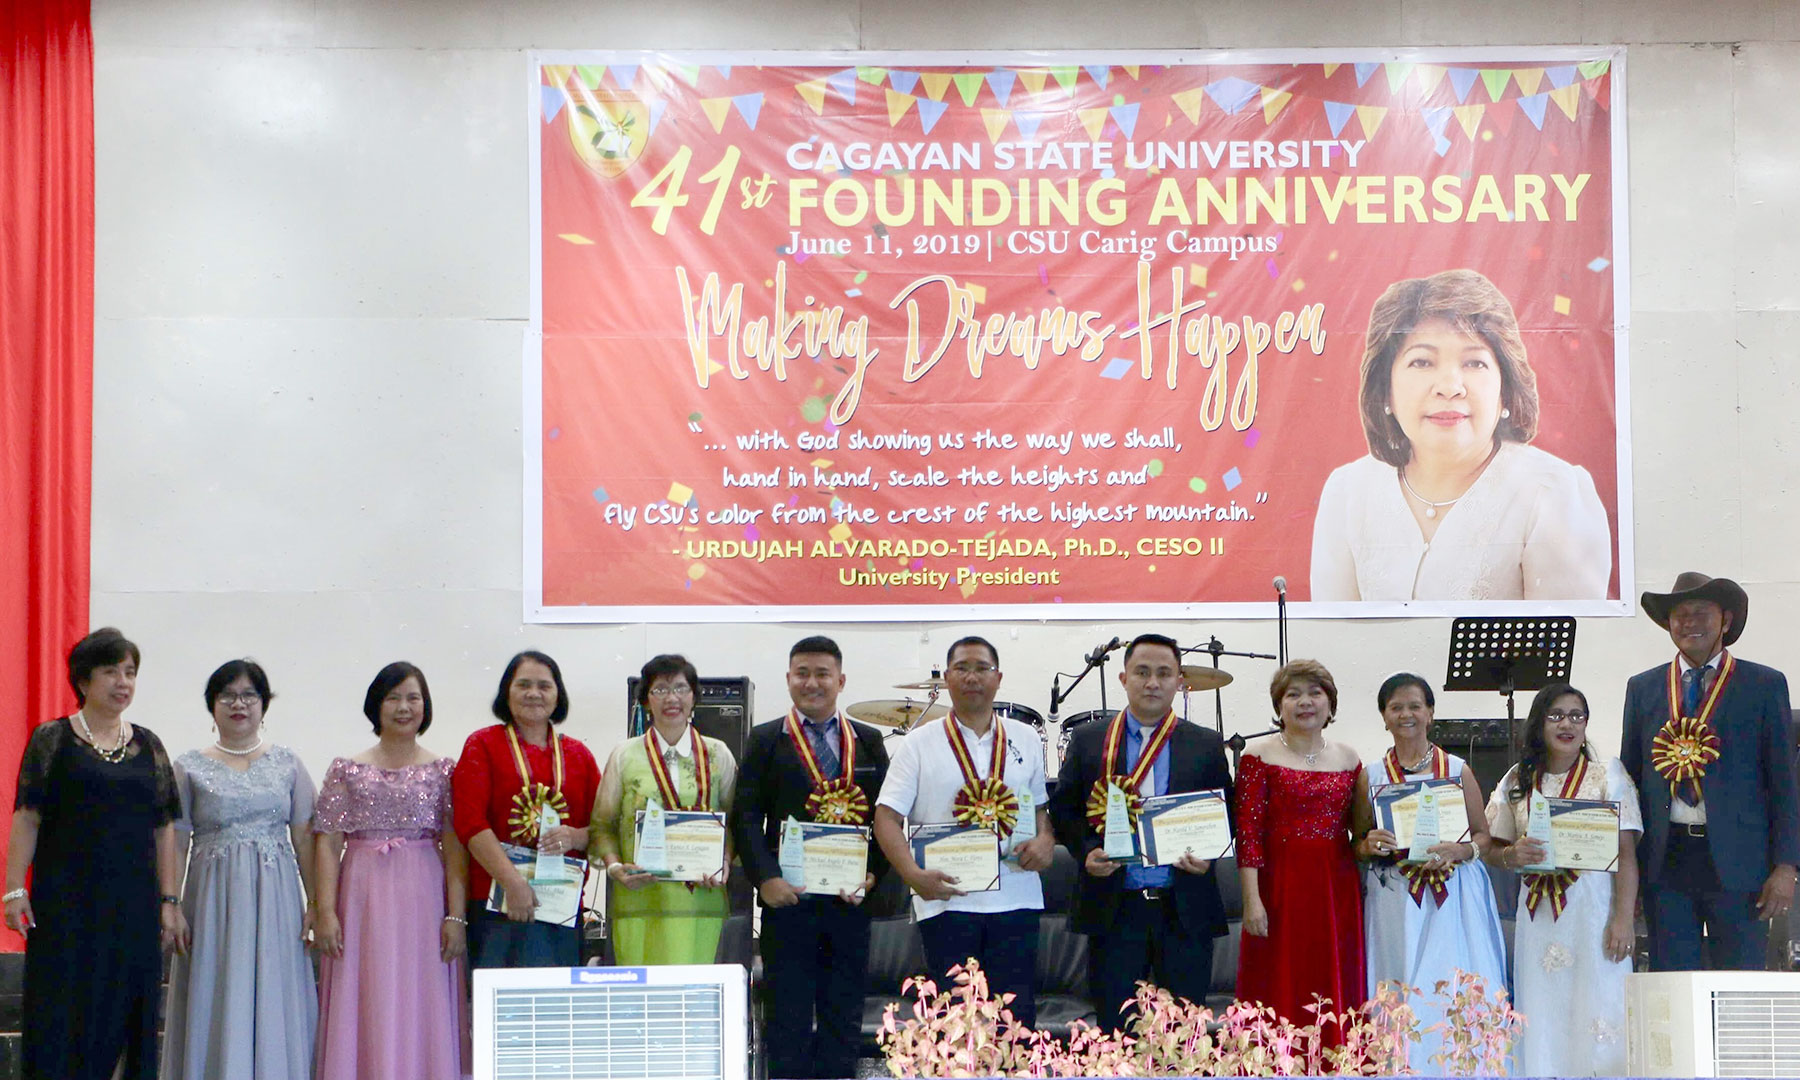 CAGAYAN STATE UNIVERSITY
41st FOUNDING ANNIVERSARY
June 11, 2019 | CSU Carig Campus
Making Dreams Happen
"... with God showing us the way we shall,
hand in hand, scale the heights and
fly CSU's color from the crest of the highest mountain."
- URDUJAH ALVARADO-TEJADA, Ph.D., CESO II
University President